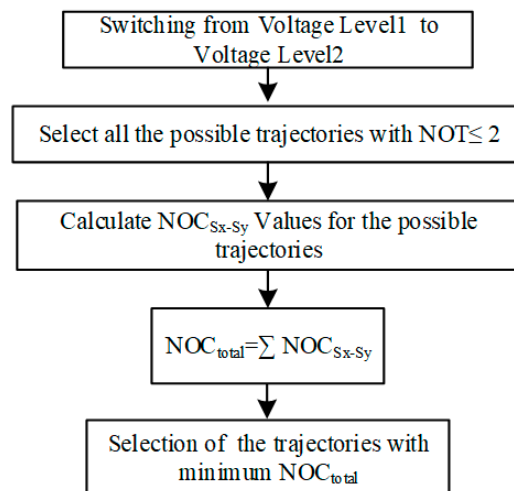 Switching from Voltage Level1 to
Voltage Level2
Select all the possible trajectories with NOT≤ 2
Calculate NOCSx-Sy Values for the possible
trajectories
NOCtotal=∑ NOCSx-Sy
Selection of the trajectories with
minimum NOCtotal